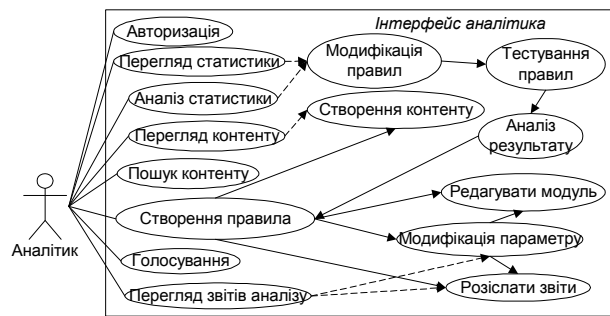 Інтерфейс аналітика
Авторизація
Перегляд статистики
Аналіз статистики
Перегляд контенту
Пошук контенту
Створення правила
Голосування
Перегляд звітів аналізу
Модифікація
правил
Створення контенту
Тестування
правил
Аналіз
результату
Редагувати модуль
Модифікація параметру
Розіслати звіти
Аналітик